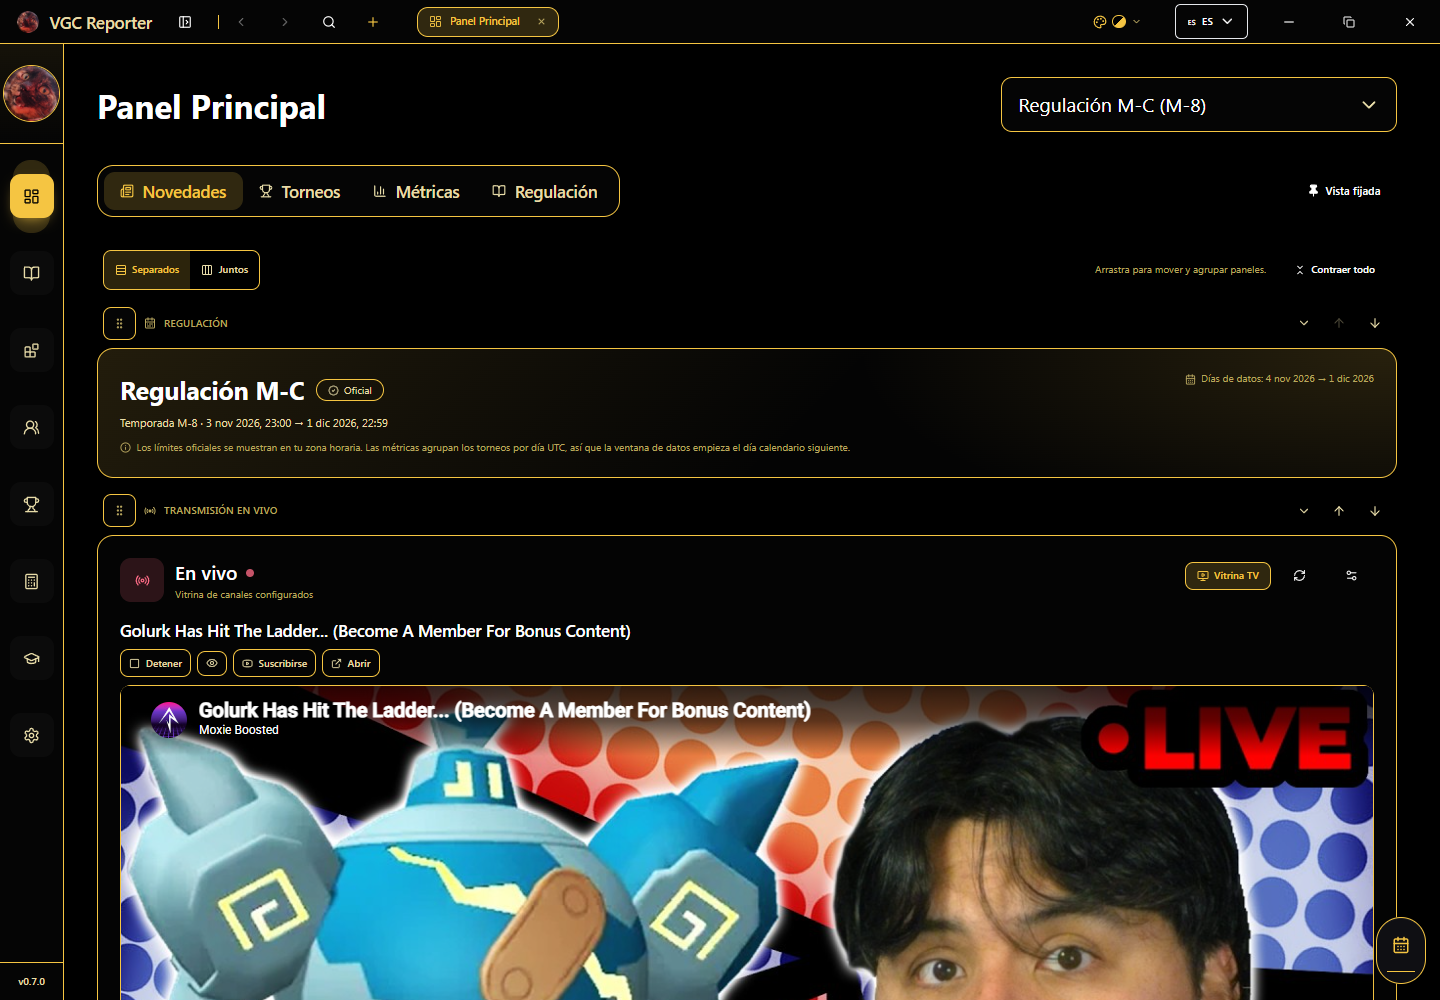 VGC Reporter
Panel Principal
ES ES
Panel Principal
Regulación M-C (M-8)
Novedades
Torneos
Métricas
Regulación
Vista fijada
Separados
Juntos
Arrastra para mover y agrupar paneles.
Contraer todo
REGULACIÓN
Regulación M-C
Oficial
Días de datos: 4 nov 2026 → 1 dic 2026
Temporada M-8 · 3 nov 2026, 23:00 → 1 dic 2026, 22:59
Los límites oficiales se muestran en tu zona horaria. Las métricas agrupan los torneos por día UTC, así que la ventana de datos empieza el día calendario siguiente.
TRANSMISIÓN EN VIVO
En vivo
Vitrina de canales configurados
Vitrina TV
Golurk Has Hit The Ladder... (Become A Member For Bonus Content)
Detener
Suscribirse
Abrir
Golurk Has Hit The Ladder... (Become A Member For Bonus Content)
Moxie Boosted
LIVE
v0.7.0